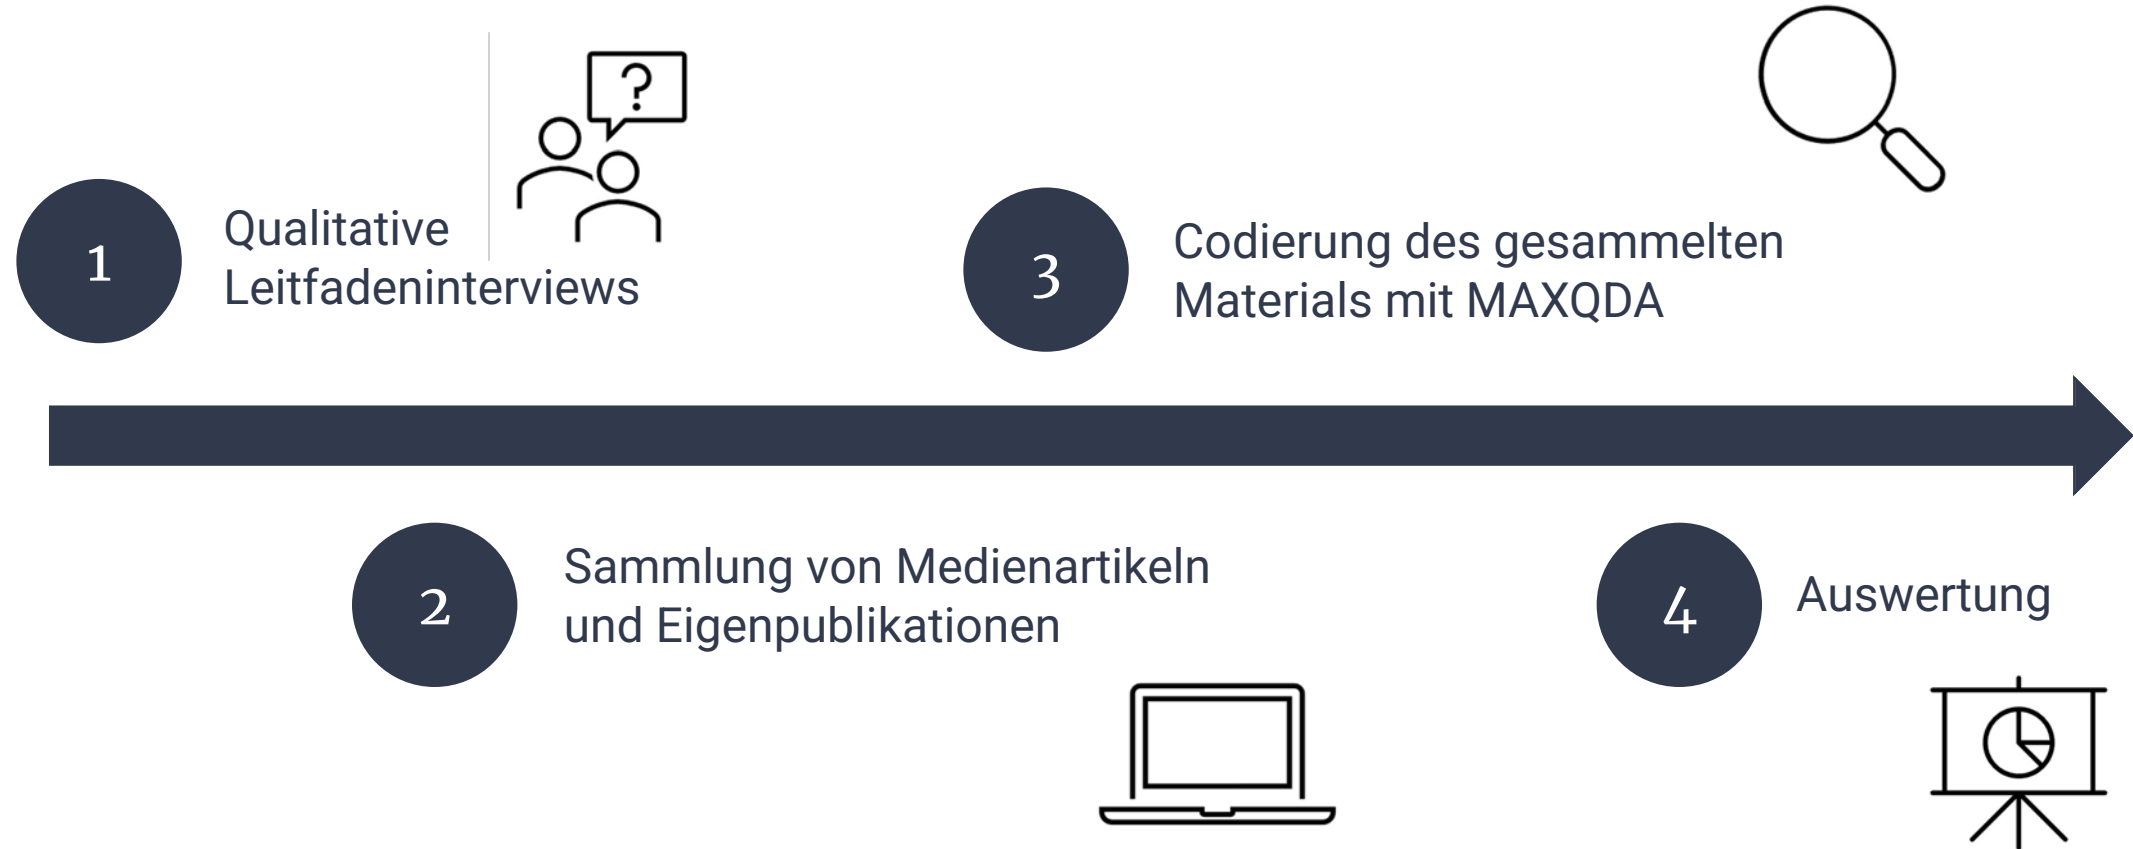 1
Qualitative
Leitfadeninterviews
?
2
Sammlung von Medienartikeln
und Eigenpublikationen
3
Codierung des gesammelten
Materials mit MAXQDA
4
Auswertung